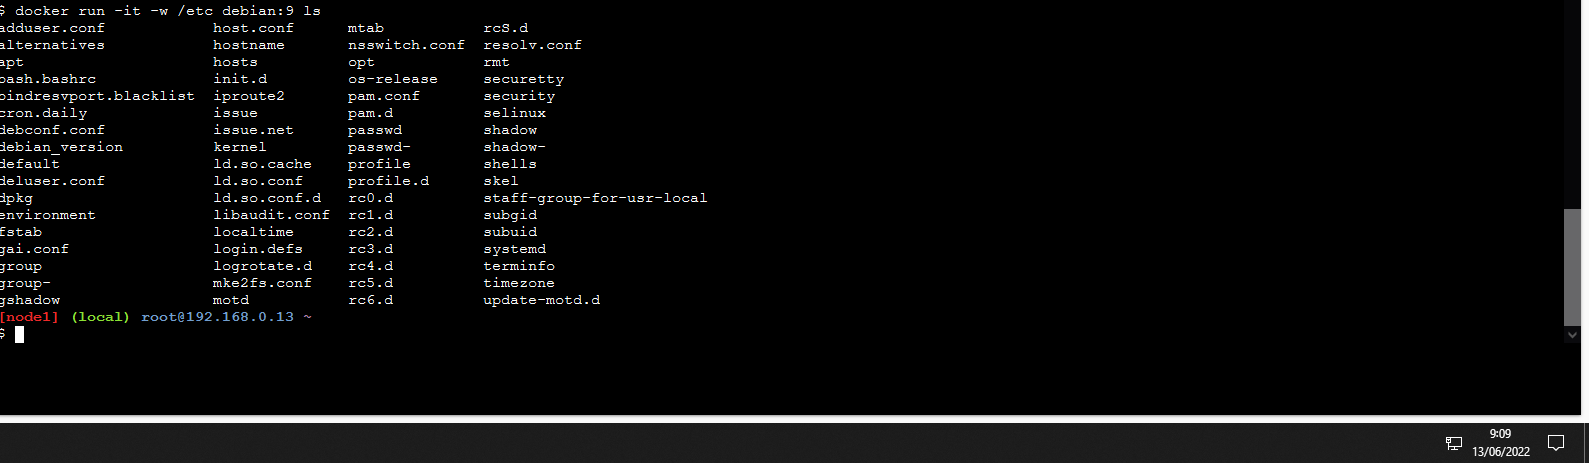 $ docker run -it -w /etc debian:9 ls
adduser.conf host.conf mtab rcS.d
alternatives hostname nsswitch.conf resolv.conf
apt hosts opt rmt
bash.bashrc init.d os-release securetty
bindresvport.blacklist iproute2 pam.conf security
cron.daily issue pam.d selinux
debconf.conf issue.net passwd shadow
debian_version kernel passwd- shadow-
default ld.so.cache profile shells
deluser.conf ld.so.conf profile.d skel
dpkg ld.so.conf.d rc0.d staff-group-for-usr-local
environment libaudit.conf rc1.d subgid
fstab localtime rc2.d subuid
gai.conf login.defs rc3.d systemd
group logrotate.d rc4.d terminfo
group- mke2fs.conf rc5.d timezone
gshadow motd rc6.d update-motd.d
[node1] (local) root@192.168.0.13 ~
$
9:09
13/06/2022